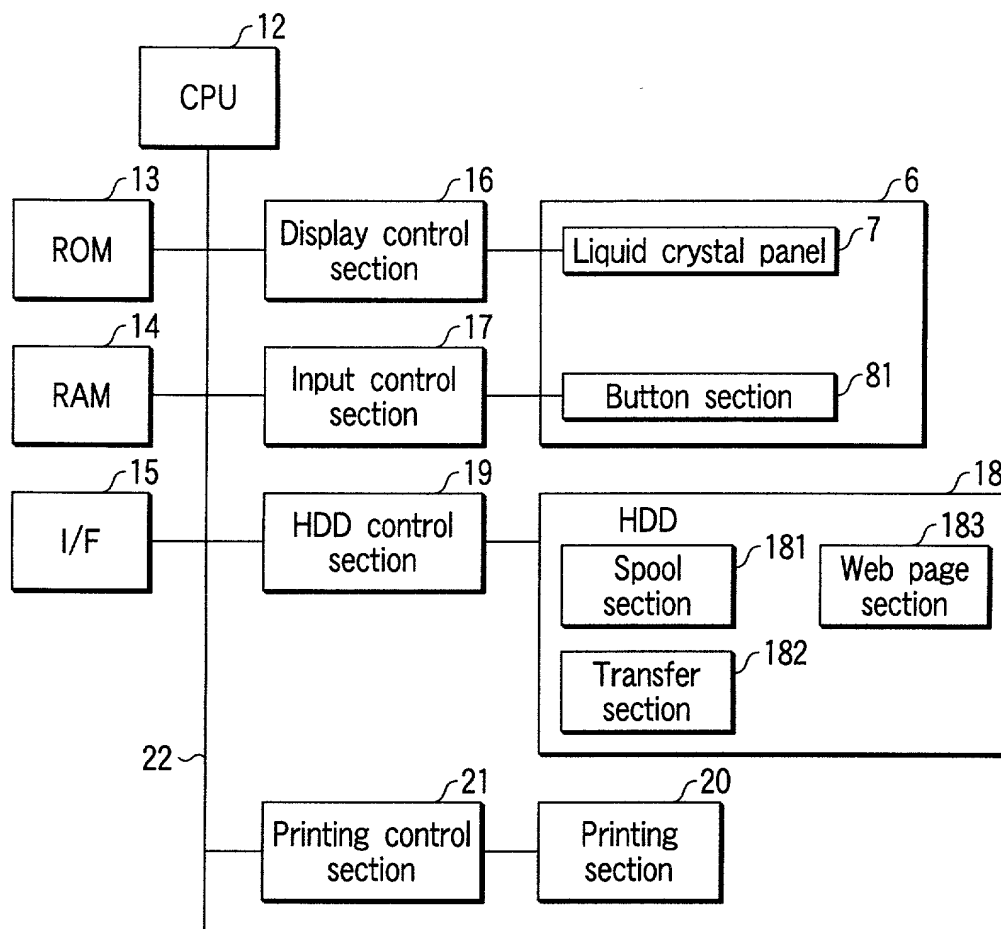 12
CPU
13
ROM
16
Display control
section
6
7
Liquid crystal panel
14
RAM
17
Input control
section
81
Button section
15
I/F
19
HDD control
section
18
HDD
181
Spool
section
183
Web page
section
182
Transfer
section
22
21
Printing control
section
20
Printing
section